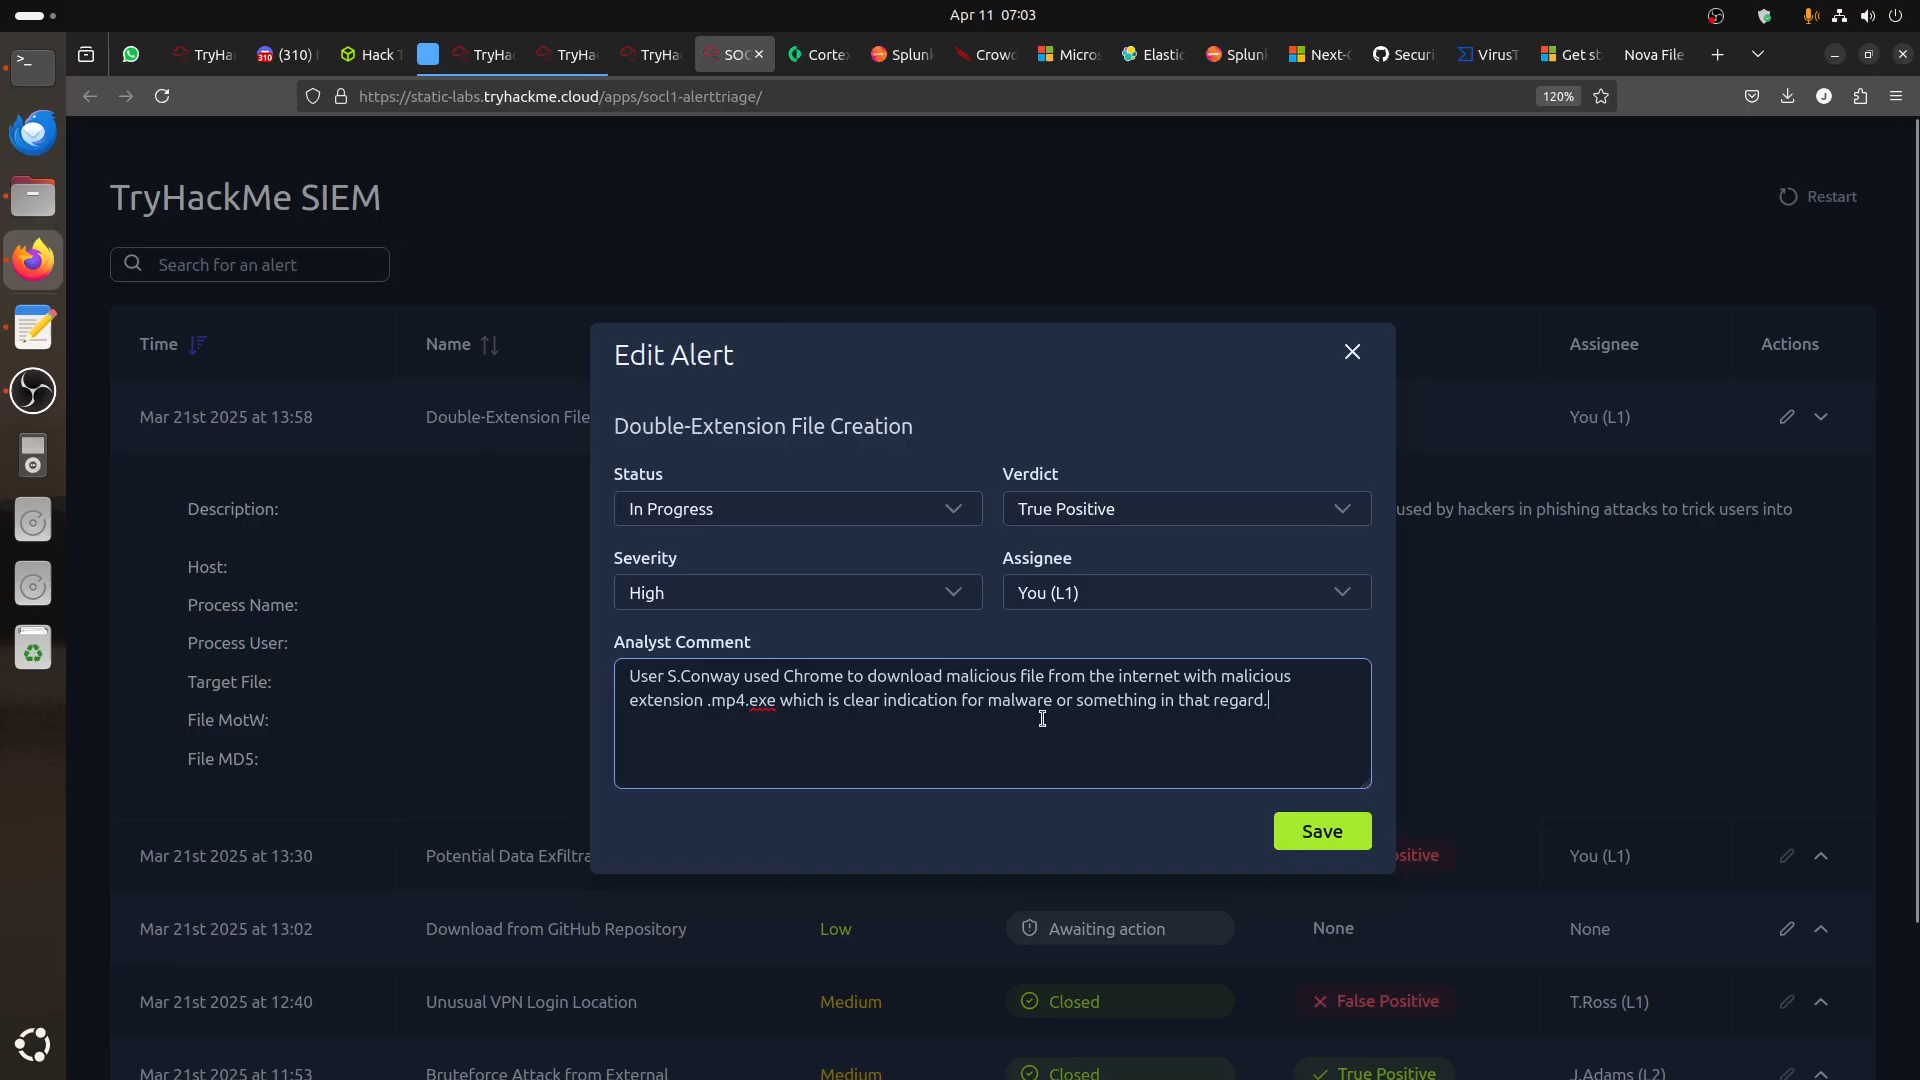 Apr 11 07:03
TryHa
(310)
Hack T
TryHa
TryHa
TryHa
SOC
Corte
Splun
Crow
Micros
Elastic
Splun
Next-
Securi
VirusT
Get st
Nova File
https://static-labs.tryhackme.cloud/apps/socl1-alerttriage/
120%
TryHackMe SIEM
Restart
Search for an alert
Time
Name
Assignee
Actions
Mar 21st 2025 at 13:58
Double-Extension File
You (L1)
Description:
used by hackers in phishing attacks to trick users into
Host:
Process Name:
Process User:
Target File:
File MotW:
File MD5:
Edit Alert
Double-Extension File Creation
Status
Verdict
In Progress
True Positive
Severity
Assignee
High
You (L1)
Analyst Comment
User S.Conway used Chrome to download malicious file from the internet with malicious
extension .mp4.exe which is clear indication for malware or something in that regard.
Save
Mar 21st 2025 at 13:30
Potential Data Exfiltra
ositive
You (L1)
Mar 21st 2025 at 13:02
Download from GitHub Repository
Low
Awaiting action
None
None
Mar 21st 2025 at 12:40
Unusual VPN Login Location
Medium
Closed
False Positive
T.Ross (L1)
Mar 21st 2025 at 11:53
Bruteforce Attack from External
Medium
Closed
True Positive
J.Adams (L2)